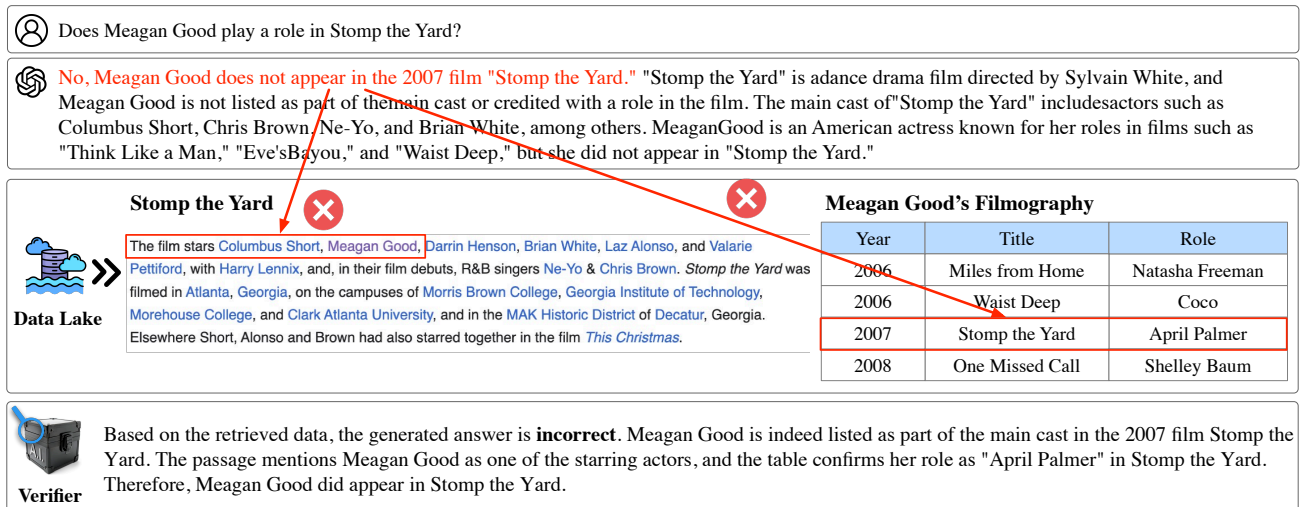 Does Meagan Good play a role in Stomp the Yard?
No, Meagan Good does not appear in the 2007 film "Stomp the Yard." "Stomp the Yard" is adance drama film directed by Sylvain White, and
Meagan Good is not listed as part of themain cast or credited with a role in the film. The main cast of"Stomp the Yard" includesactors such as
Columbus Short, Chris Brown, Ne-Yo, and Brian White, among others. MeaganGood is an American actress known for her roles in films such as
"Think Like a Man," "Eve'sBayou," and "Waist Deep," but she did not appear in "Stomp the Yard."
Data Lake
Stomp the Yard
The film stars Columbus Short, Meagan Good, Darrin Henson, Brian White, Laz Alonso, and Valarie
Pettiford, with Harry Lennix, and, in their film debuts, R&B singers Ne-Yo & Chris Brown. Stomp the Yard was
filmed in Atlanta, Georgia, on the campuses of Morris Brown College, Georgia Institute of Technology,
Morehouse College, and Clark Atlanta University, and in the MAK Historic District of Decatur, Georgia.
Elsewhere Short, Alonso and Brown had also starred together in the film This Christmas.
Meagan Good's Filmography
Year Title Role
2006 Miles from Home Natasha Freeman
2006 Waist Deep Coco
2007 Stomp the Yard April Palmer
2008 One Missed Call Shelley Baum
Verifier
Based on the retrieved data, the generated answer is incorrect. Meagan Good is indeed listed as part of the main cast in the 2007 film Stomp the
Yard. The passage mentions Meagan Good as one of the starring actors, and the table confirms her role as "April Palmer" in Stomp the Yard.
Therefore, Meagan Good did appear in Stomp the Yard.